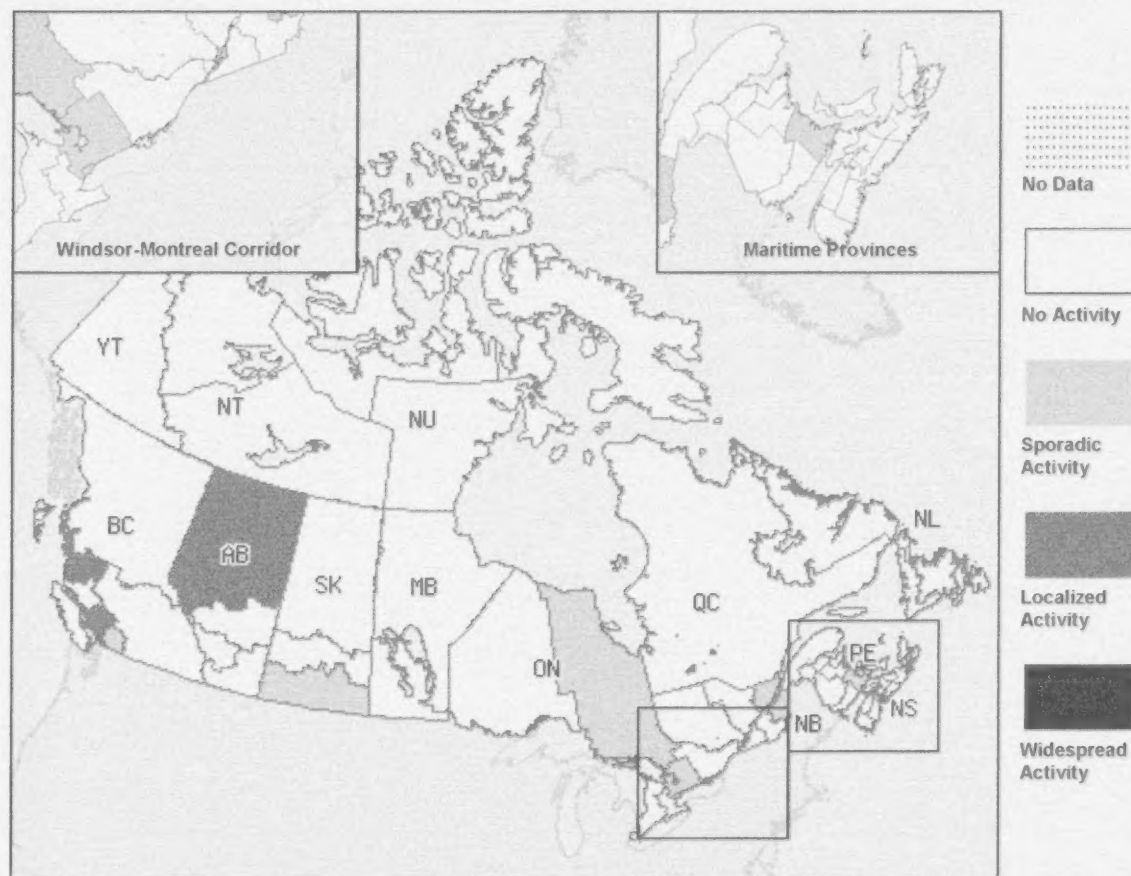 Windsor-Montreal Corridor
Maritime Provinces
No Data
No Activity
Sporadic
Activity
Localized
Activity
Widespread
Activity
YT
NT
NU
BC
AB
SK
MB
ON
QC
NL
PE
NB
NS